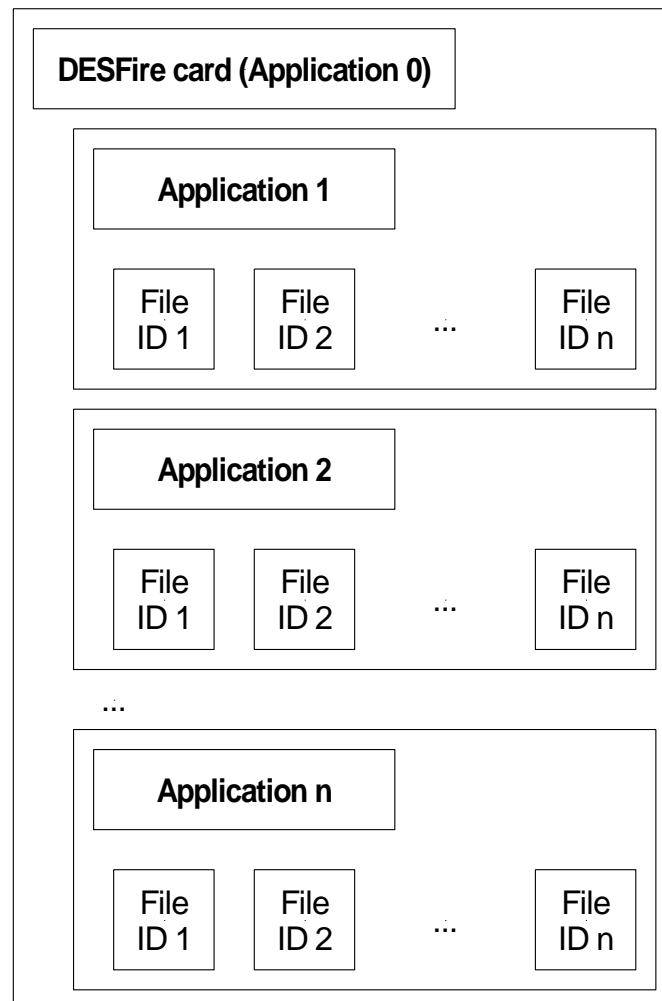 DESFire card (Application 0)
Application 1
File
ID 1
File
ID 2
...
File
ID n
Application 2
File
ID 1
File
ID 2
...
File
ID n
...
Application n
File
ID 1
File
ID 2
...
File
ID n